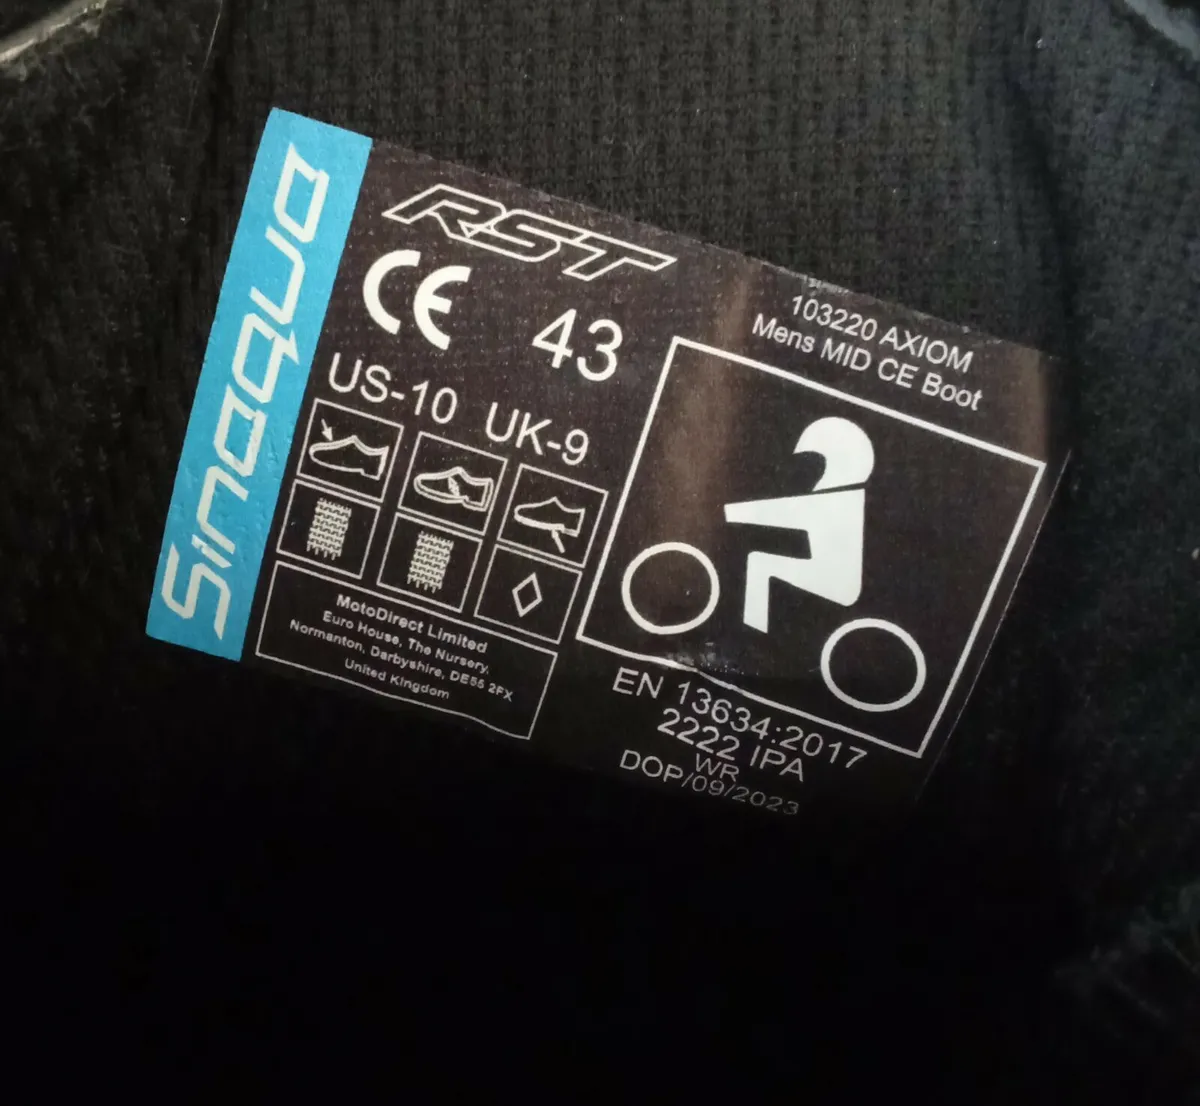 Sinaqua
RST
CE 43
US-10 UK-9
MotoDirect Limited
Euro House, The Nursery,
Normanton, Darbyshire, DE55 2FX
United Kingdom
103220 AXIOM
Mens MID CE Boot
EN 13634:2017
2222 IPA
WR
DOP/09/2023